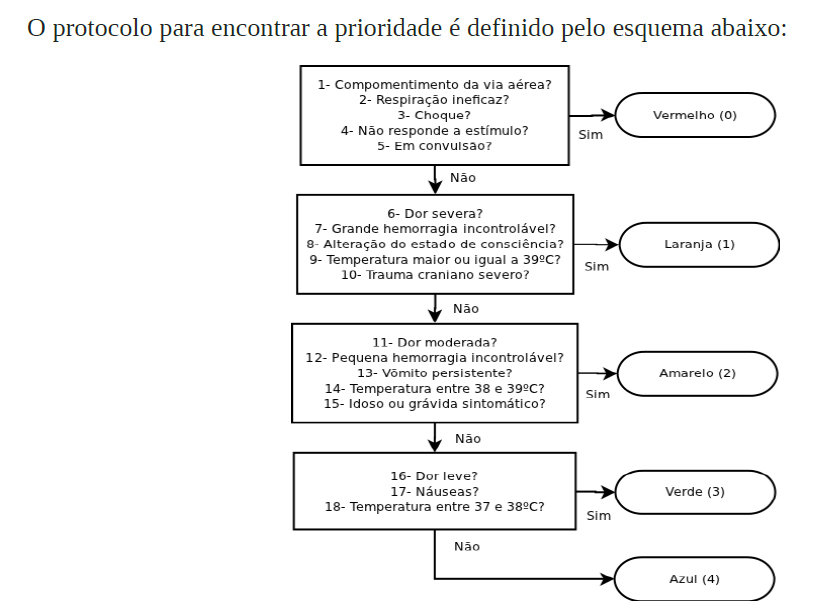 O protocolo para encontrar a prioridade é definido pelo esquema abaixo:
1- Compomentimento da via aérea?
2- Respiração ineficaz?
3- Choque?
4- Não responde a estímulo?
5- Em convulsão?
Sim
Vermelho (0)
Não
6- Dor severa?
7- Grande hemorragia incontrolável?
8- Alteração do estado de consciência?
9- Temperatura maior ou igual a 39ºC?
10- Trauma craniano severo?
Sim
Laranja (1)
Não
11- Dor moderada?
12- Pequena hemorragia incontrolável?
13- Vômito persistente?
14- Temperatura entre 38 e 39ºC?
15- Idoso ou grávida sintomático?
Sim
Amarelo (2)
Não
16- Dor leve?
17- Náuseas?
18- Temperatura entre 37 e 38ºC?
Sim
Verde (3)
Não
Azul (4)